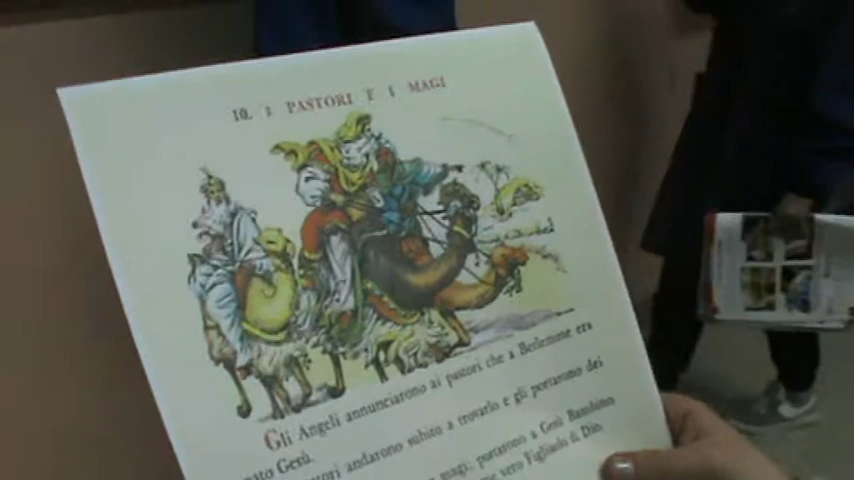 10. I PASTORI E I MAGI
Gli Angeli annunciarono ai pastori che a Betlemme era
nato Gesù.
pastori andarono subito a trovarlo e gli portarono dei
magi; portarono a Gesù Bambino
come vero Figliuolo di Dio.